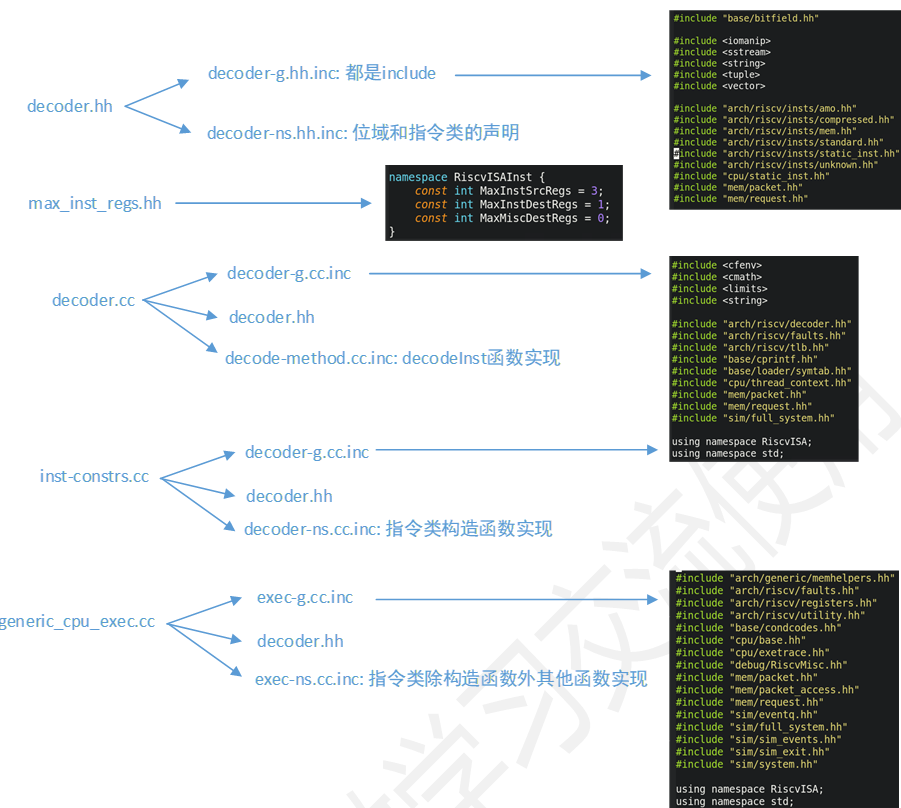 decoder.hh
decoder-g.hh.inc: 都是include
decoder-ns.hh.inc: 位域和指令类的声明
#include "base/bitfield.hh"
#include <iomanip>
#include <sstream>
#include <string>
#include <tuple>
#include <vector>
#include "arch/riscv/insts/amo.hh"
#include "arch/riscv/insts/compressed.hh"
#include "arch/riscv/insts/mem.hh"
#include "arch/riscv/insts/standard.hh"
#include "arch/riscv/insts/static_inst.hh"
#include "arch/riscv/insts/unknown.hh"
#include "cpu/static_inst.hh"
#include "mem/packet.hh"
#include "mem/request.hh"
max_inst_regs.hh
namespace RiscvISAInst {
const int MaxInstSrcRegs = 3;
const int MaxInstDestRegs = 1;
const int MaxMiscDestRegs = 0;
}
decoder.cc
decoder-g.cc.inc
decoder.hh
decode-method.cc.inc: decodeInst函数实现
#include <cfenv>
#include <cmath>
#include <limits>
#include <string>
#include "arch/riscv/decoder.hh"
#include "arch/riscv/faults.hh"
#include "arch/riscv/tlb.hh"
#include "base/cprintf.hh"
#include "base/loader/symtab.hh"
#include "cpu/thread_context.hh"
#include "mem/packet.hh"
#include "mem/request.hh"
#include "sim/full_system.hh"
using namespace RiscvISA;
using namespace std;
inst-constrs.cc
decoder-g.cc.inc
decoder.hh
decoder-ns.cc.inc: 指令类构造函数实现
generic_cpu_exec.cc
exec-g.cc.inc
decoder.hh
exec-ns.cc.inc: 指令类除构造函数外其他函数实现
#include "arch/generic/memhelpers.hh"
#include "arch/riscv/faults.hh"
#include "arch/riscv/registers.hh"
#include "arch/riscv/utility.hh"
#include "base/condcodes.hh"
#include "cpu/base.hh"
#include "cpu/exetrace.hh"
#include "debug/RiscvMisc.hh"
#include "mem/packet.hh"
#include "mem/packet_access.hh"
#include "mem/request.hh"
#include "sim/eventq.hh"
#include "sim/full_system.hh"
#include "sim/sim_events.hh"
#include "sim/sim_exit.hh"
#include "sim/system.hh"
using namespace RiscvISA;
using namespace std;
学习交流使用